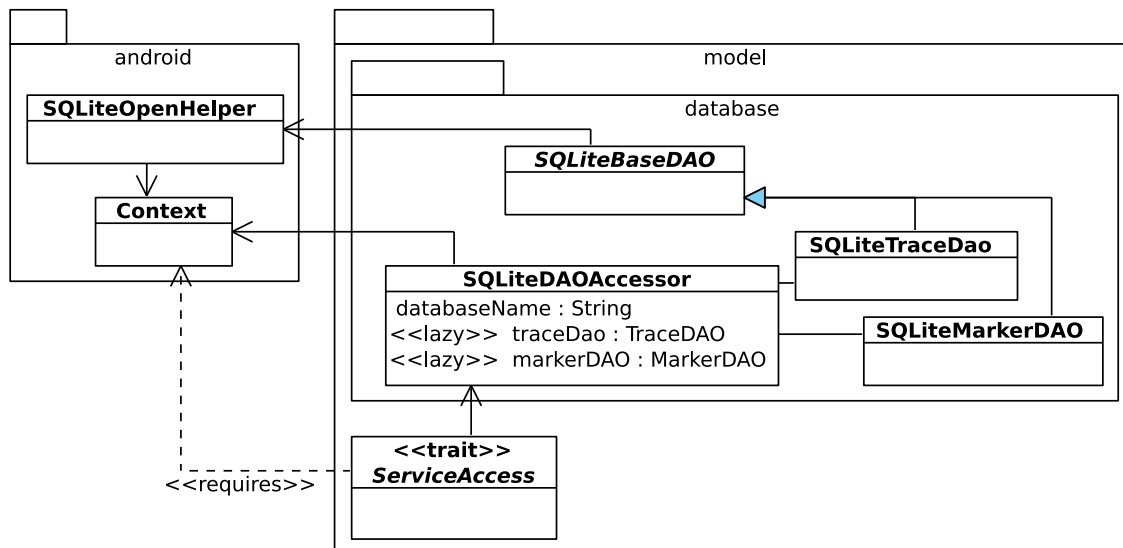 android
model
database
SQLiteOpenHelper
SQLiteBaseDAO
Context
SQLiteTraceDao
SQLiteDAOAccessor
databaseName : String
<<lazy>> traceDao : TraceDAO
<<lazy>> markerDAO : MarkerDAO
SQLiteMarkerDAO
<<trait>>
ServiceAccess
<<requires>>